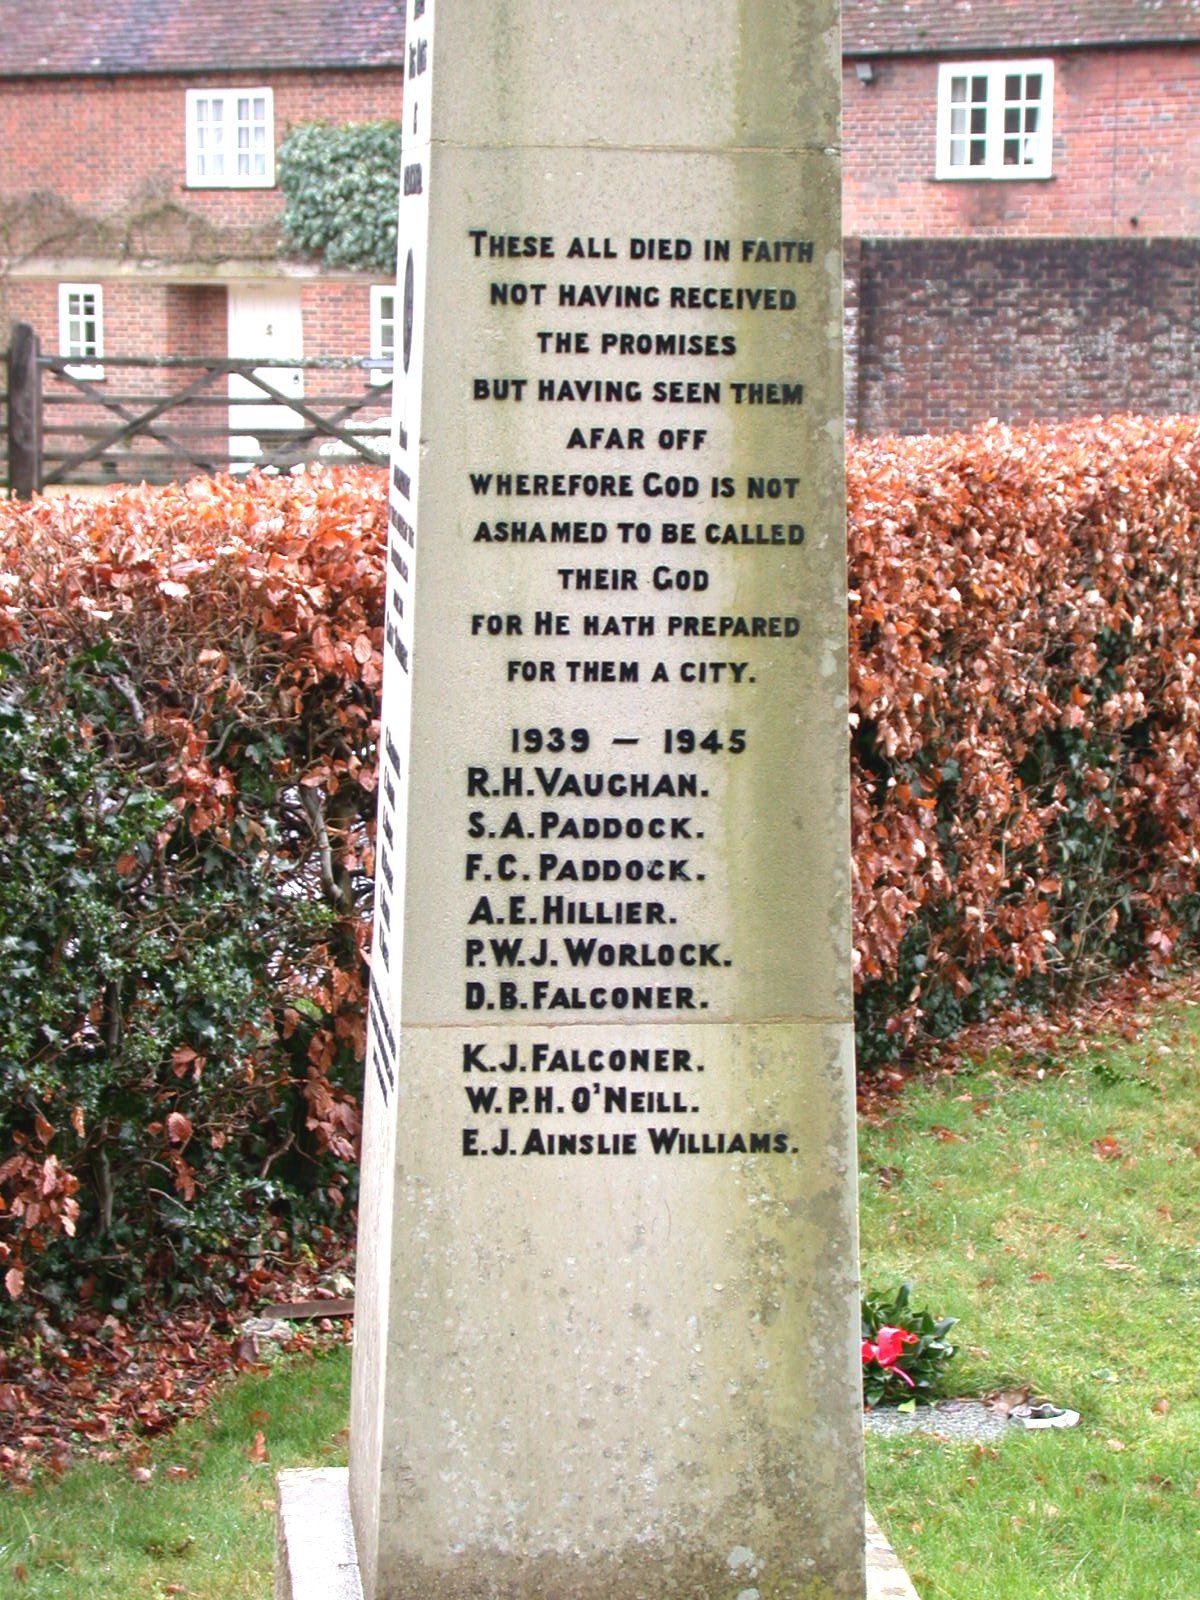 THESE ALL DIED IN FAITH
NOT HAVING RECEIVED
THE PROMISES
BUT HAVING SEEN THEM
AFAR OFF
WHEREFORE GOD IS NOT
ASHAMED TO BE CALLED
THEIR GOD
FOR HE HATH PREPARED
FOR THEM A CITY.
1939 – 1945
R.H. VAUGHAN.
S.A. PADDOCK.
F.C. PADDOCK.
A.E. HILLIER.
P.W.J. WORLOCK.
D.B. FALCONER.
K.J. FALCONER.
W.P.H. O'NEILL.
E.J. AINSLIE WILLIAMS.